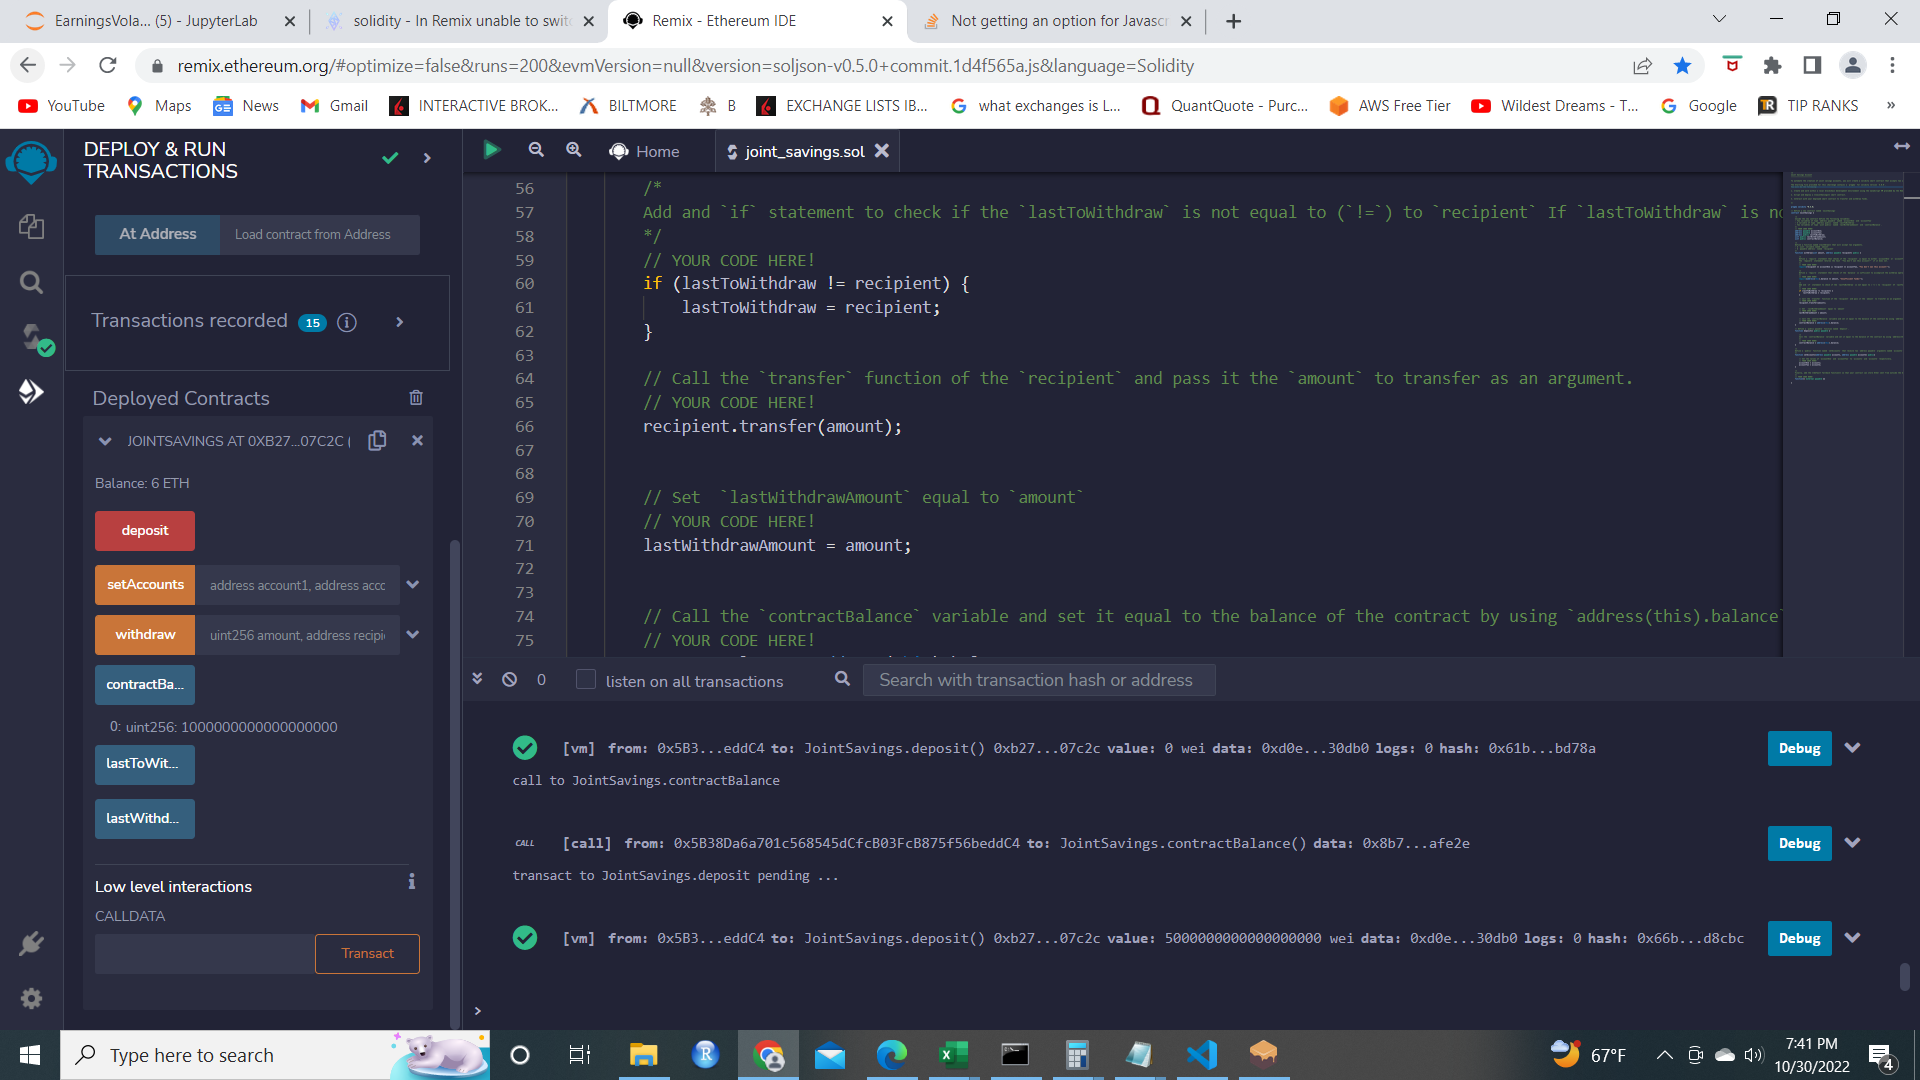 EarningsVola... (5) - JupyterLab
solidity - In Remix unable to swit
Remix - Ethereum IDE
Not getting an option for Javascr
remix.ethereum.org/#optimize=false&runs=200&evmVersion=null&version=soljson-v0.5.0+commit.1d4f565a.js&language=Solidity
YouTube
Maps
News
Gmail
INTERACTIVE BROK...
BILTMORE
B
EXCHANGE LISTS IB...
what exchanges is L...
QuantQuote - Purc...
AWS Free Tier
Wildest Dreams - T...
Google
TIP RANKS
»
DEPLOY & RUN
TRANSACTIONS
At Address
Load contract from Address
Transactions recorded 15 i
Deployed Contracts
JOINTSAVINGS AT 0XB27...07C2C (
Balance: 6 ETH
deposit
setAccounts
address account1, address acc
withdraw
uint256 amount, address recipi
contractBa...
0: uint256: 1000000000000000000
lastToWit...
lastWithd...
Low level interactions
i
CALLDATA
Transact
Home
joint_savings.sol
56 /*
57 Add and `if` statement to check if the `lastToWithdraw` is not equal to (`!=`) to `recipient` If `lastToWithdraw` is no
58 */
59 // YOUR CODE HERE!
60 if (lastToWithdraw != recipient) {
61 lastToWithdraw = recipient;
62 }
63
64 // Call the `transfer` function of the `recipient` and pass it the `amount` to transfer as an argument.
65 // YOUR CODE HERE!
66 recipient.transfer(amount);
67
68
69 // Set  `lastWithdrawAmount` equal to `amount`
70 // YOUR CODE HERE!
71 lastWithdrawAmount = amount;
72
73
74 // Call the `contractBalance` variable and set it equal to the balance of the contract by using `address(this).balance`
75 // YOUR CODE HERE!
0
listen on all transactions
Search with transaction hash or address
[vm] from: 0x5B3...eddC4 to: JointSavings.deposit() 0xb27...07c2c value: 0 wei data: 0xd0e...30db0 logs: 0 hash: 0x61b...bd78a
Debug
call to JointSavings.contractBalance
CALL [call] from: 0x5B38Da6a701c568545dCfcB03FcB875f56beddC4 to: JointSavings.contractBalance() data: 0x8b7...afe2e
Debug
transact to JointSavings.deposit pending ...
[vm] from: 0x5B3...eddC4 to: JointSavings.deposit() 0xb27...07c2c value: 5000000000000000000 wei data: 0xd0e...30db0 logs: 0 hash: 0x66b...d8cbc
Debug
>
Type here to search
67°F
7:41 PM
10/30/2022
4